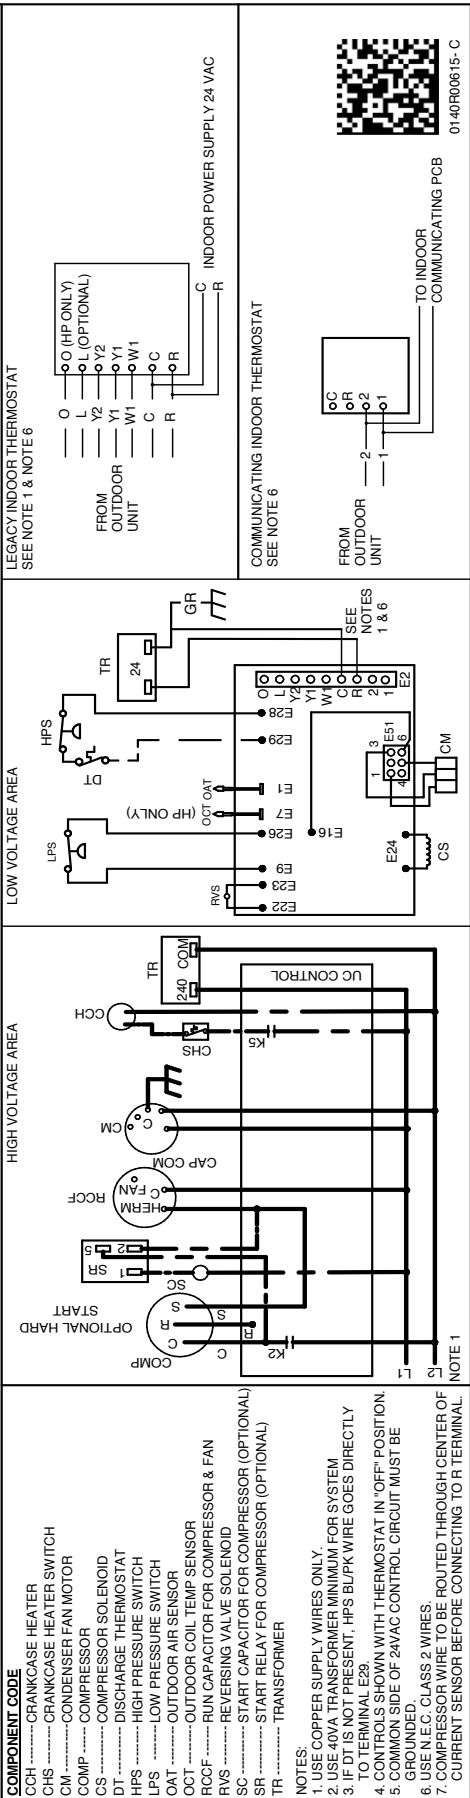 COMPONENT CODE
CCH --------- CRANKCASE HEATER
CHS --------- CRANKCASE HEATER SWITCH
CM ---------- CONDENSER FAN MOTOR
COMP ----- COMPRESSOR
CS ---------- COMPRESSOR SOLENOID
DT ---------- DISCHARGE THERMOSTAT
HPS -------- HIGH PRESSURE SWITCH
LPS -------- LOW PRESSURE SWITCH
OAT -------- OUTDOOR AIR SENSOR
OCT -------- OUTDOOR COIL TEMP SENSOR
RCCF ------- RUN CAPACITOR FOR COMPRESSOR & FAN
RVS -------- REVERSING VALVE SOLENOID
SC ---------- START CAPACITOR FOR COMPRESSOR (OPTIONAL)
SR ---------- START RELAY FOR COMPRESSOR (OPTIONAL)
TR ---------- TRANSFORMER
NOTES:
1. USE COPPER SUPPLY WIRES ONLY.
2. USE 40VA TRANSFORMER MINIMUM FOR SYSTEM
3. IF DT IS NOT PRESENT, HPS BL/PK WIRE GOES DIRECTLY
TO TERMINAL E29.
4. CONTROLS SHOWN WITH THERMOSTAT IN "OFF" POSITION.
5. COMMON SIDE OF 24VAC CONTROL CIRCUIT MUST BE
GROUNDED.
6. USE N.E.C. CLASS 2 WIRES.
7. COMPRESSOR WIRE TO BE ROUTED THROUGH CENTER OF
CURRENT SENSOR BEFORE CONNECTING TO R TERMINAL.
HIGH VOLTAGE AREA
OPTIONAL HARD
START
SR
5
2
1
SC
COMP
C
R
S
C
R
S
K2
RCCF
HERM
C
FAN
CAP COM
CM
C
CHS
CCH
K5
TR
240
COM
UC CONTROL
L1
L2
NOTE 1
LOW VOLTAGE AREA
LPS
HPS
DT
RVS
(HP ONLY)
OCT
OAT
TR
24
GR
E22
E23
E9
E26
E7
E1
E29
E28
E16
E24
CS
O
L
Y2
Y1
W1
C
R
2
1
E2
SEE
NOTES
1 & 6
E51
1
3
4
6
CM
LEGACY INDOOR THERMOSTAT
SEE NOTE 1 & NOTE 6
FROM
OUTDOOR
UNIT
O
L
Y2
Y1
W1
C
R
O (HP ONLY)
L (OPTIONAL)
Y2
Y1
W1
C
R
C
R
INDOOR POWER SUPPLY 24 VAC
COMMUNICATING INDOOR THERMOSTAT
SEE NOTE 6
FROM
OUTDOOR
UNIT
2
1
C
R
2
1
TO INDOOR
COMMUNICATING PCB
0140R00615- C